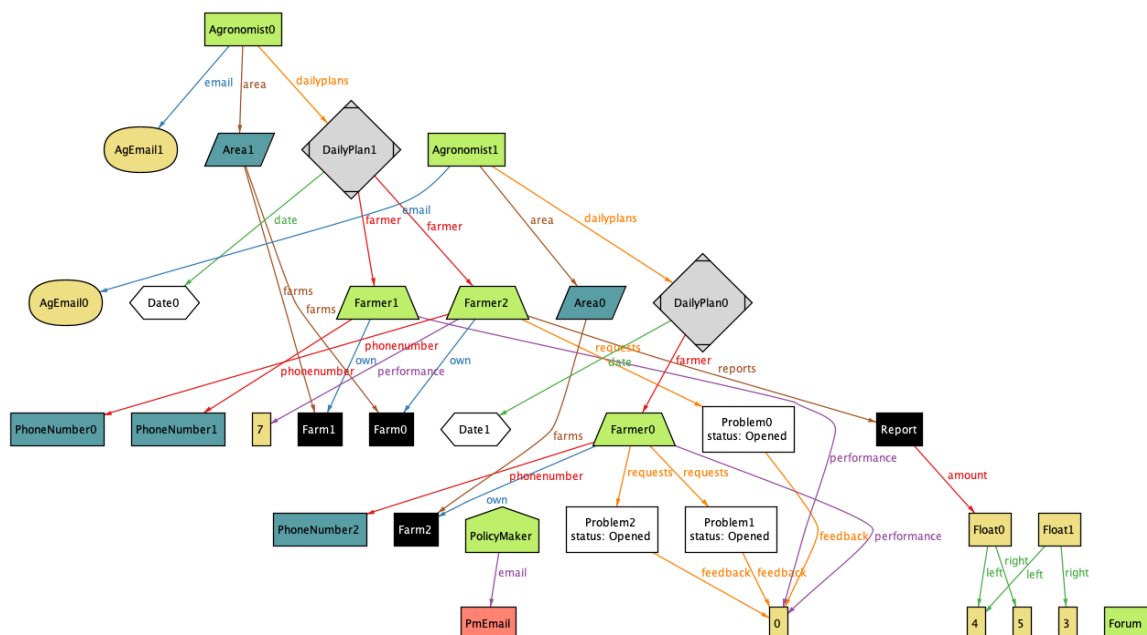 Agronomist0
email
area
dailyplans
AgEmail1
Area1
DailyPlan1
Agronomist1
date
farmer
email
farmer
area
dailyplans
AgEmail0
Date0
farms
farms
Farmer1
Farmer2
Area0
DailyPlan0
phonenumber
phonenumber
own
performance
own
requests
date
farmer
reports
PhoneNumber0
PhoneNumber1
7
Farm1
Farm0
Date1
farms
Farmer0
Problem0
status: Opened
Report
performance
phonenumber
own
requests
requests
amount
PhoneNumber2
Farm2
PolicyMaker
Problem2
status: Opened
Problem1
status: Opened
feedback
performance
Float0
Float1
email
feedback
feedback
left
right
left
right
PmEmail
0
4
5
3
Forum